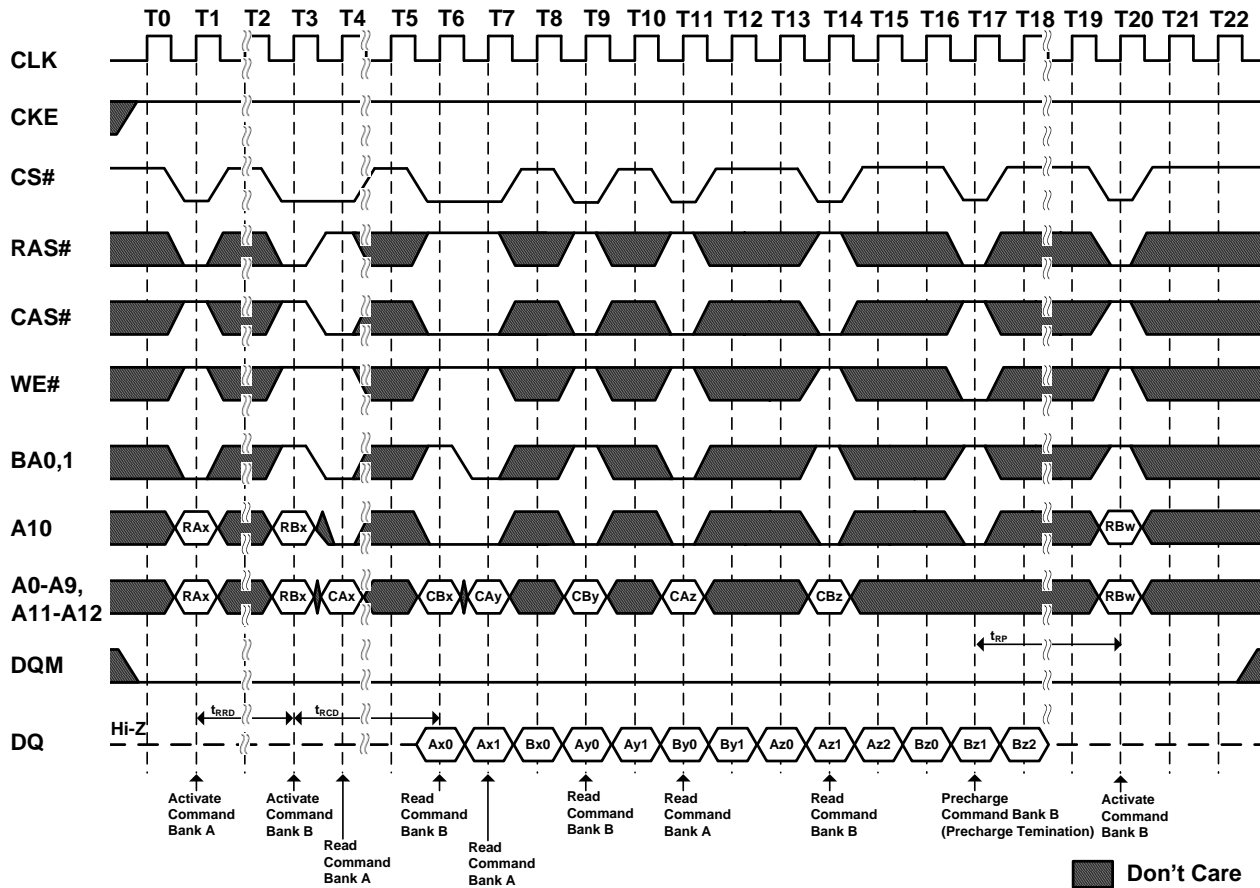 T0 T1 T2 T3 T4 T5 T6 T7 T8 T9 T10 T11 T12 T13 T14 T15 T16 T17 T18 T19 T20 T21 T22
CLK
CKE
CS#
RAS#
CAS#
WE#
BA0,1
A10
RAx RBx RBw
A0-A9,
A11-A12
RAx RBx CAx CBx CAy CBy CAz CBz RBw
tRP
DQM
tRRD tRCD
Hi-Z
DQ
Ax0 Ax1 Bx0 Ay0 Ay1 By0 By1 Az0 Az1 Az2 Bz0 Bz1 Bz2
Activate
Command
Bank A
Activate
Command
Bank B
Read
Command
Bank A
Read
Command
Bank B
Read
Command
Bank A
Read
Command
Bank B
Read
Command
Bank A
Read
Command
Bank B
Precharge
Command Bank B
(Precharge Temination)
Activate
Command
Bank B
Don't Care